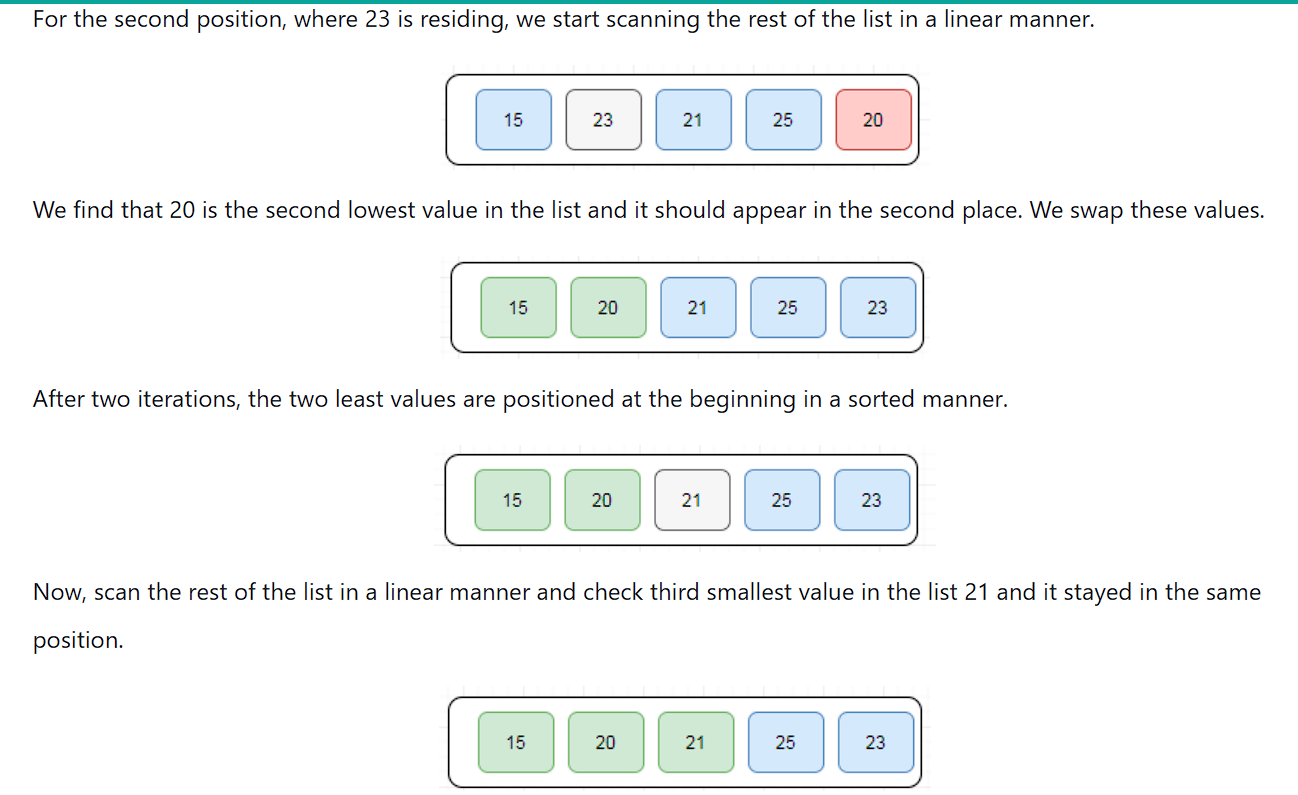 For the second position, where 23 is residing, we start scanning the rest of the list in a linear manner.
15 23 21 25 20
We find that 20 is the second lowest value in the list and it should appear in the second place. We swap these values.
15 20 21 25 23
After two iterations, the two least values are positioned at the beginning in a sorted manner.
15 20 21 25 23
Now, scan the rest of the list in a linear manner and check third smallest value in the list 21 and it stayed in the same
position.
15 20 21 25 23